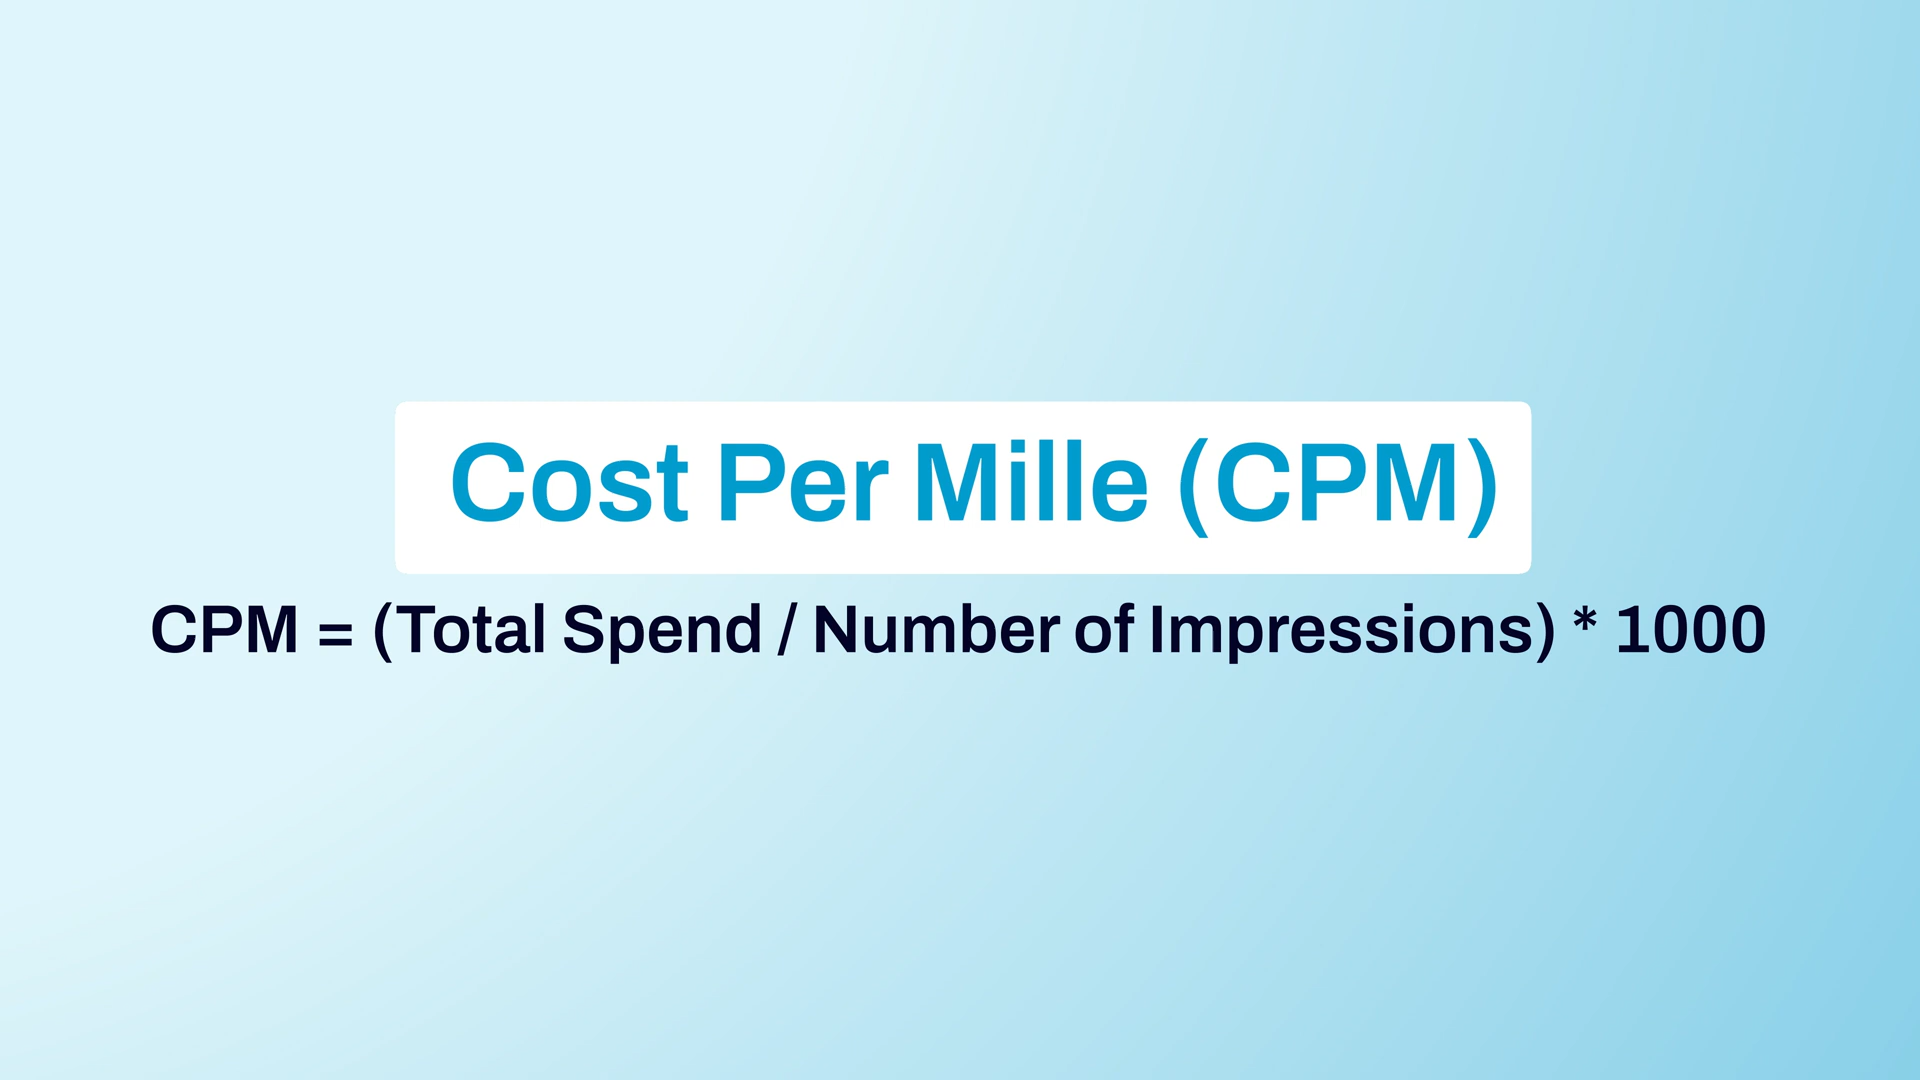 Cost Per Mille (CPM)
CPM = (Total Spend / Number of Impressions) * 1000